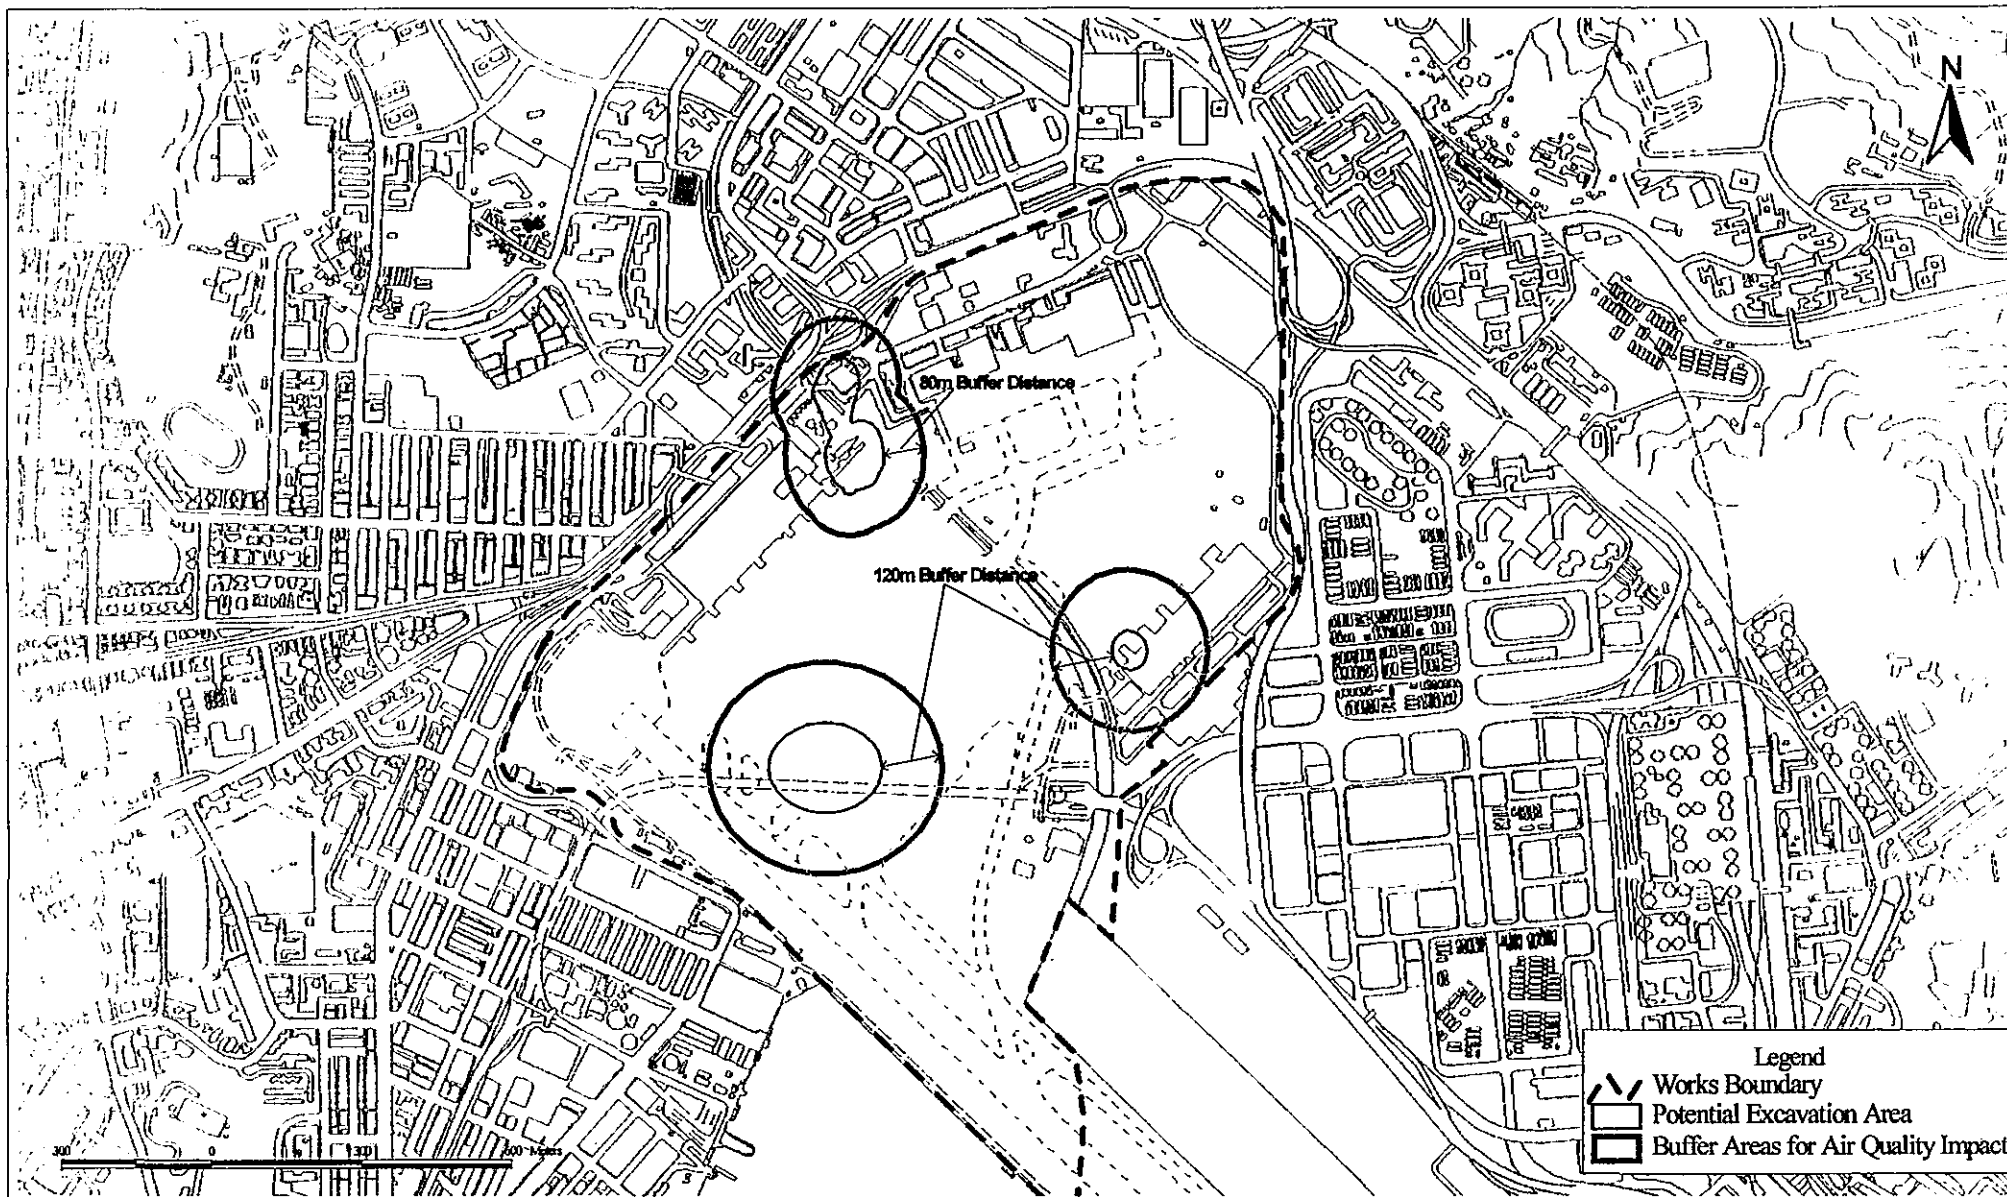 N
80m Buffer Distance
120m Buffer Distance
Legend
Works Boundary
Potential Excavation Area
Buffer Areas for Air Quality Impact
300 0 300 600 Meters